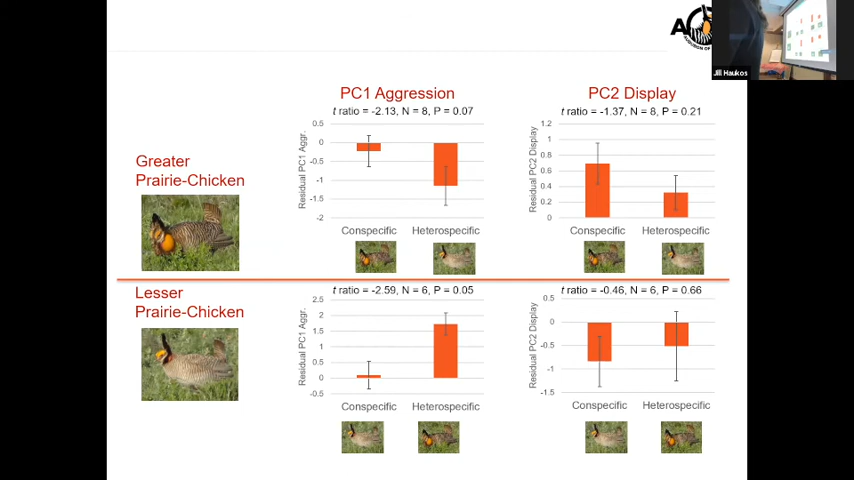 Jill Haukos
PC1 Aggression
PC2 Display
t ratio = -2.13, N = 8, P = 0.07
t ratio = -1.37, N = 8, P = 0.21
Greater
Prairie-Chicken
Residual PC1 Aggr.
0.5
0
-0.5
-1
-1.5
-2
Conspecific
Heterospecific
Residual PC2 Display
1.2
1
0.8
0.6
0.4
0.2
0
Conspecific
Heterospecific
Lesser
Prairie-Chicken
t ratio = -2.59, N = 6, P = 0.05
t ratio = -0.46, N = 6, P = 0.66
Residual PC1 Aggr.
2.5
2
1.5
1
0.5
0
-0.5
Conspecific
Heterospecific
Residual PC2 Display
0.5
0
-0.5
-1
-1.5
Conspecific
Heterospecific